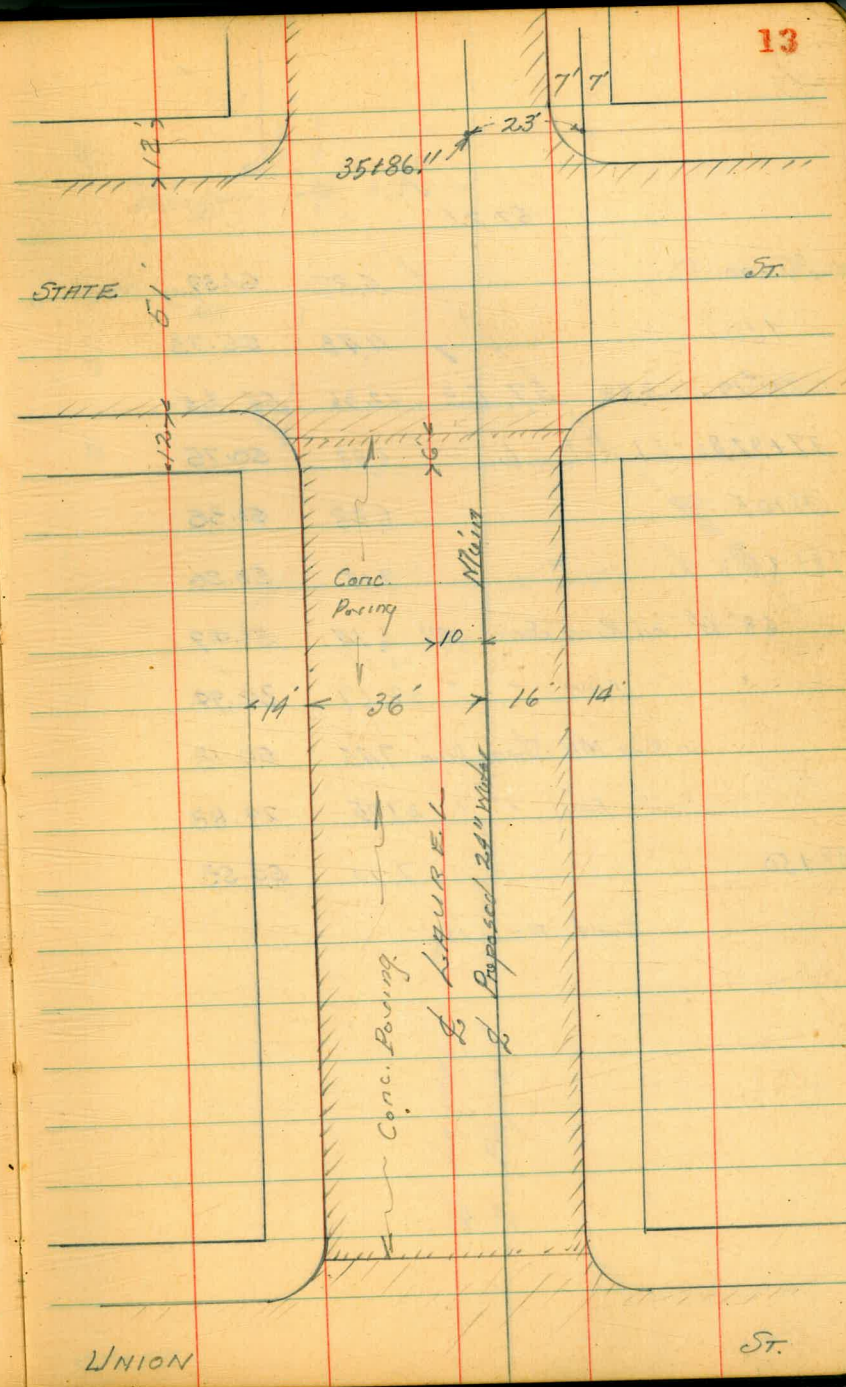 13
7' 7'
12'
23'
35+86.11
STATE ST.
51'
12
6'
Conc.
Paving
10
14' 36' 16' 14'
℄ LAUREL
℄ Proposed 24" Water Main
Conc. Paving
UNION ST.